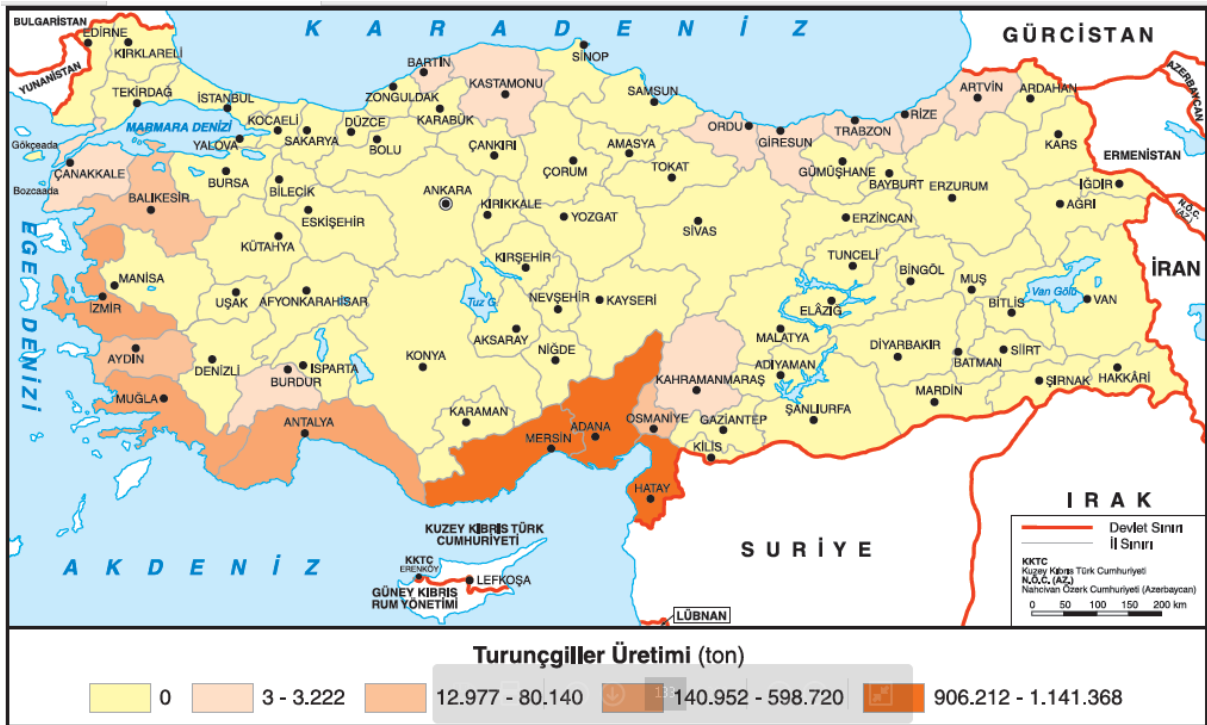 BULGARİSTAN
YUNANİSTAN
KARADENİZ
GÜRCİSTAN
AZERBAYCAN
ERMENİSTAN
N.Ö.C.
(AZ.)
İRAN
IRAK
SURİYE
LÜBNAN
AKDENİZ
EGE DENİZİ
MARMARA DENİZİ
Gökçeada
Bozcaada
EDİRNE
KIRKLARELİ
TEKİRDAĞ
İSTANBUL
KOCAELİ
YALOVA
SAKARYA
DÜZCE
BOLU
ZONGULDAK
BARTIN
KARABÜK
KASTAMONU
SİNOP
SAMSUN
ÇANKIRI
ÇORUM
AMASYA
TOKAT
ORDU
GİRESUN
TRABZON
RİZE
ARTVİN
ARDAHAN
KARS
GÜMÜŞHANE
BAYBURT
ERZURUM
IĞDIR
AĞRI
ÇANAKKALE
BALIKESİR
BURSA
BİLECİK
ESKİŞEHİR
KÜTAHYA
ANKARA
KIRIKKALE
YOZGAT
SİVAS
ERZİNCAN
TUNCELİ
BİNGÖL
MUŞ
BİTLİS
Van Gölü
VAN
MANİSA
İZMİR
UŞAK
AFYONKARAHİSAR
KIRŞEHİR
Tuz G.
NEVŞEHİR
KAYSERİ
AKSARAY
NİĞDE
MALATYA
ELÂZIĞ
DİYARBAKIR
BATMAN
SİİRT
ŞIRNAK
HAKKÂRİ
MARDİN
AYDIN
DENİZLİ
BURDUR
ISPARTA
KONYA
KARAMAN
MUĞLA
ANTALYA
MERSİN
ADANA
OSMANİYE
KAHRAMANMARAŞ
ADIYAMAN
GAZİANTEP
ŞANLIURFA
KİLİS
HATAY
KUZEY KIBRIS TÜRK
CUMHURİYETİ
KKTC
ERENKÖY
LEFKOŞA
GÜNEY KIBRIS
RUM YÖNETİMİ
Devlet Sınırı
İl Sınırı
KKTC
Kuzey Kıbrıs Türk Cumhuriyeti
N.Ö.C. (AZ.)
Nahcivan Özerk Cumhuriyeti (Azerbaycan)
0 50 100 150 200 km
Turunçgiller Üretimi (ton)
0 3 - 3.222 12.977 - 80.140 140.952 - 598.720 906.212 - 1.141.368